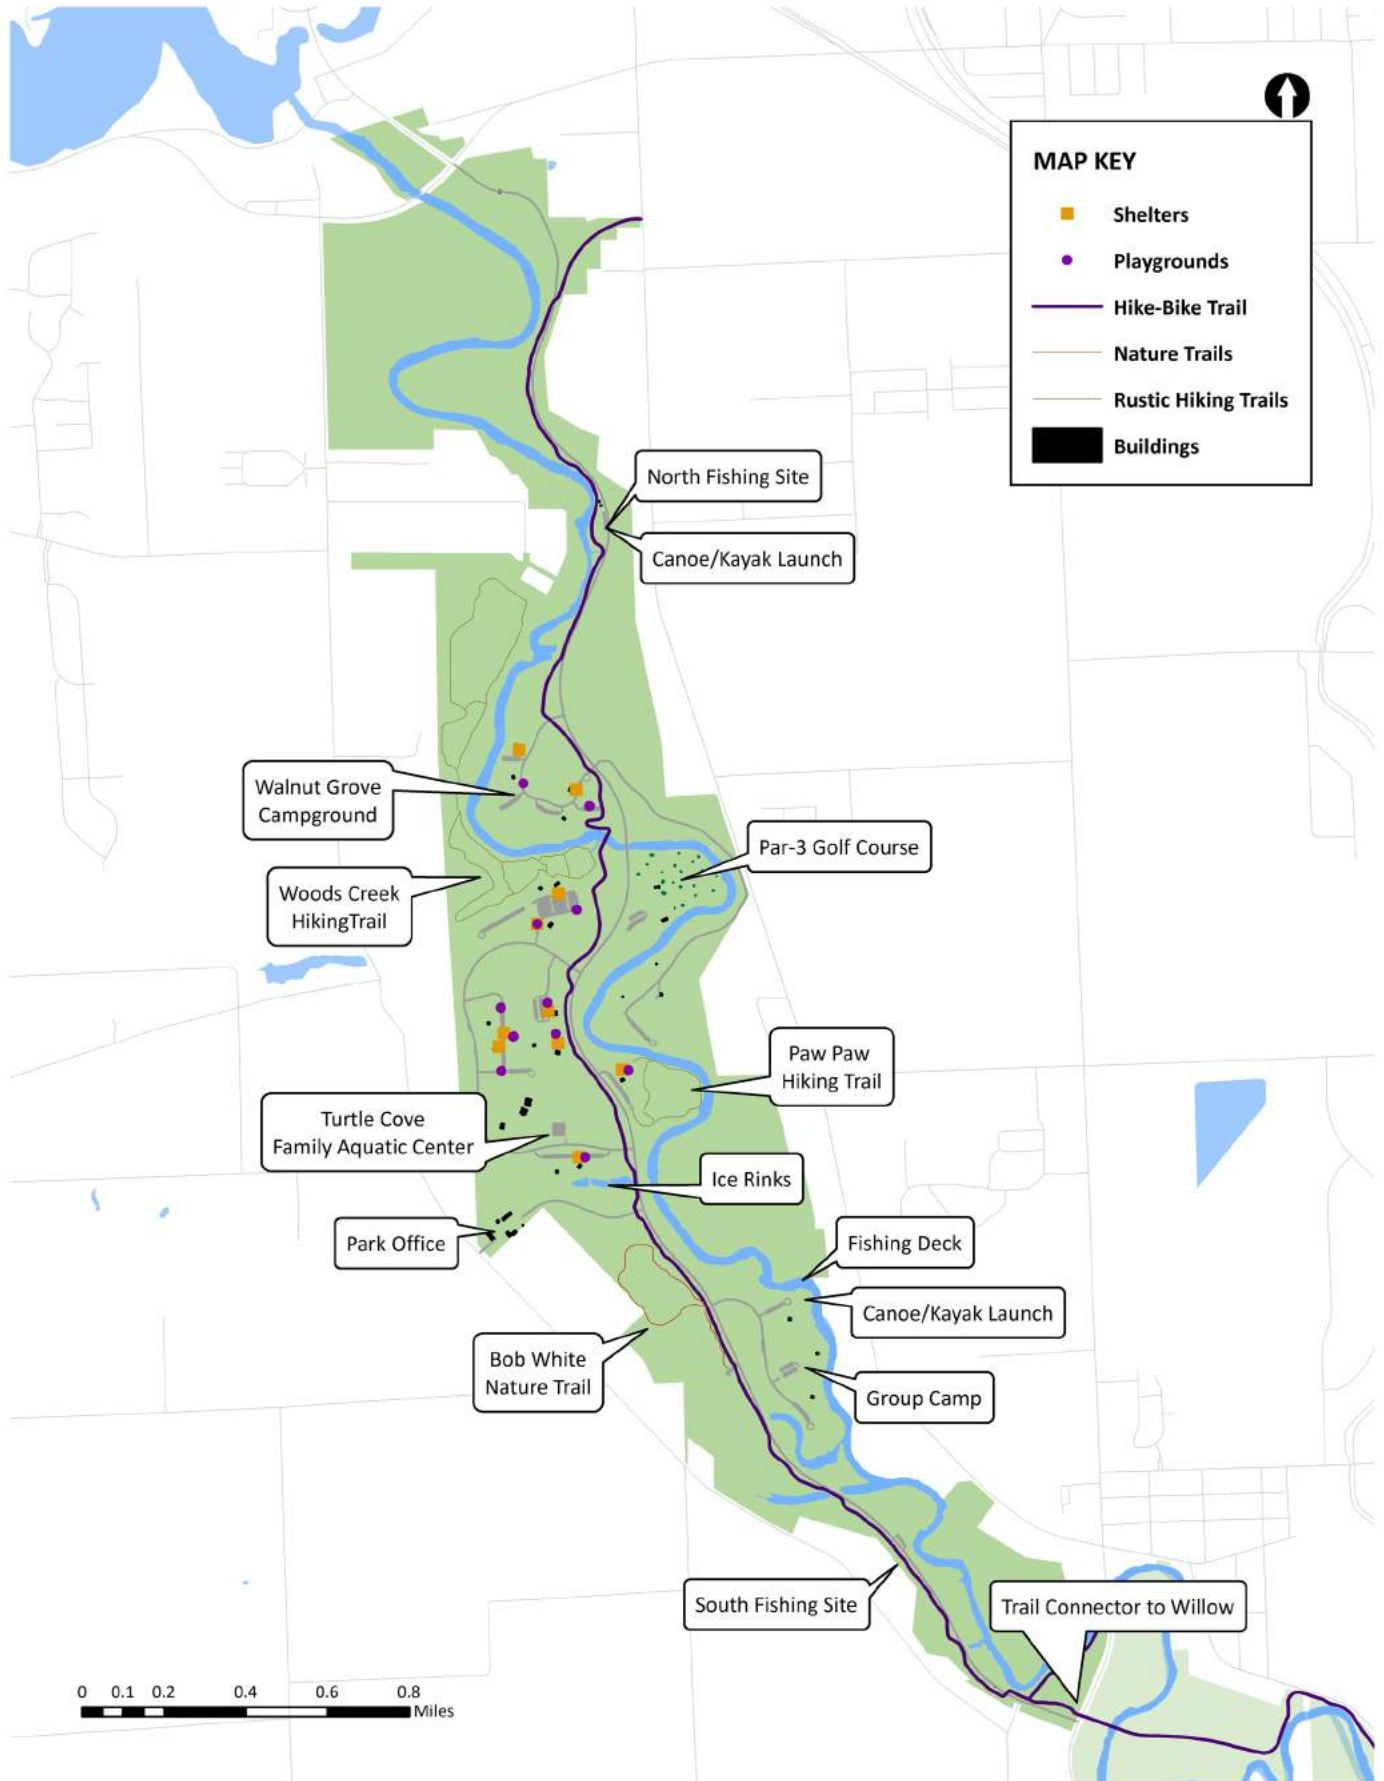 MAP KEY
Shelters
Playgrounds
Hike-Bike Trail
Nature Trails
Rustic Hiking Trails
Buildings
North Fishing Site
Canoe/Kayak Launch
Walnut Grove
Campground
Par-3 Golf Course
Woods Creek
HikingTrail
Paw Paw
Hiking Trail
Turtle Cove
Family Aquatic Center
Ice Rinks
Park Office
Fishing Deck
Canoe/Kayak Launch
Bob White
Nature Trail
Group Camp
South Fishing Site
Trail Connector to Willow
0 0.1 0.2 0.4 0.6 0.8
Miles